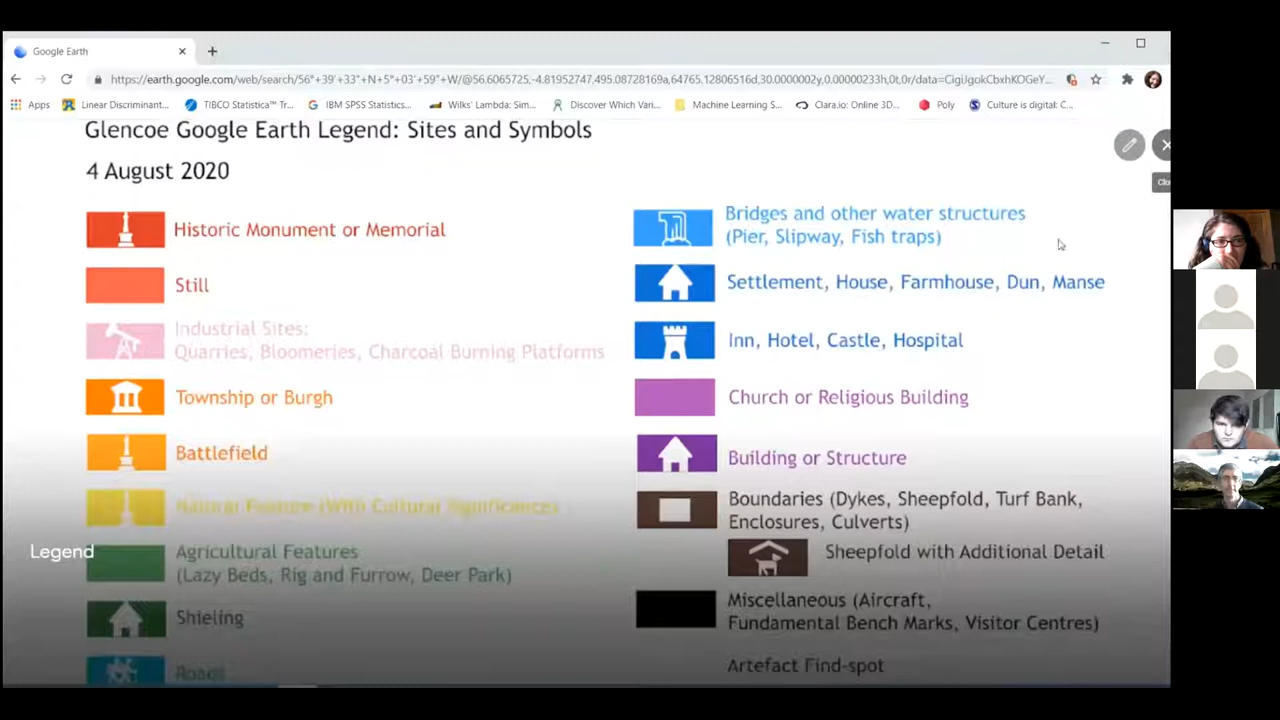 Google Earth
https://earth.google.com/web/search/56°+39'+33"+N+5°+03'+59"+W/@56.6065725,-4.81952747,495.08728169a,64765.12806516d,30.0000002y,0.00000233h,0t,0r/data=CigiJgokCbxhKOGeY...
Apps Linear Discriminant... TIBCO Statistica™ Tr... IBM SPSS Statistics... Wilks' Lambda: Sim... Discover Which Vari... Machine Learning S... Clara.io: Online 3D... Poly Culture is digital: C...
Glencoe Google Earth Legend: Sites and Symbols
4 August 2020
Historic Monument or Memorial
Still
Industrial Sites:
Quarries, Bloomeries, Charcoal Burning Platforms
Township or Burgh
Battlefield
Natural Feature (With Cultural Significance)
Legend
Agricultural Features
(Lazy Beds, Rig and Furrow, Deer Park)
Shieling
Roads
Bridges and other water structures
(Pier, Slipway, Fish traps)
Settlement, House, Farmhouse, Dun, Manse
Inn, Hotel, Castle, Hospital
Church or Religious Building
Building or Structure
Boundaries (Dykes, Sheepfold, Turf Bank,
Enclosures, Culverts)
Sheepfold with Additional Detail
Miscellaneous (Aircraft,
Fundamental Bench Marks, Visitor Centres)
Artefact Find-spot